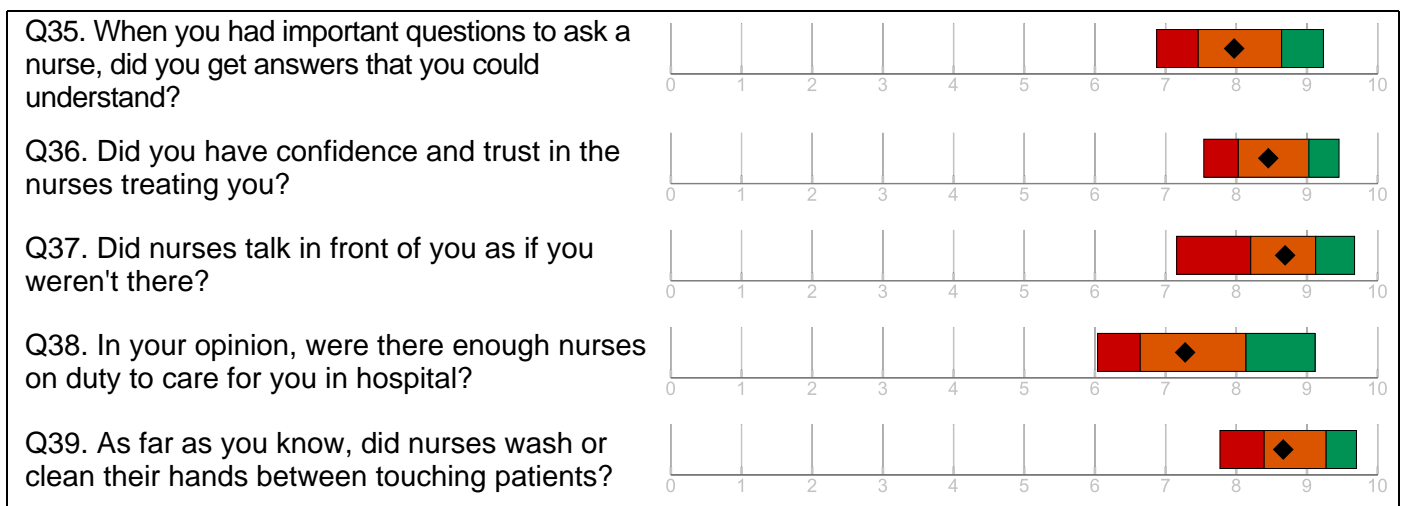 Q35. When you had important questions to ask a
nurse, did you get answers that you could
understand?
0 1 2 3 4 5 6 7 8 9 10
Q36. Did you have confidence and trust in the
nurses treating you?
0 1 2 3 4 5 6 7 8 9 10
Q37. Did nurses talk in front of you as if you
weren't there?
0 1 2 3 4 5 6 7 8 9 10
Q38. In your opinion, were there enough nurses
on duty to care for you in hospital?
0 1 2 3 4 5 6 7 8 9 10
Q39. As far as you know, did nurses wash or
clean their hands between touching patients?
0 1 2 3 4 5 6 7 8 9 10